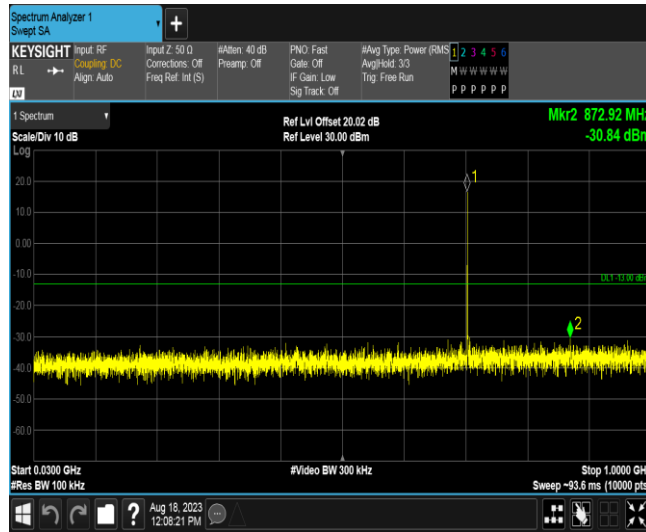 Spectrum Analyzer 1
Swept SA
+
KEYSIGHT
RL
LXI
Input: RF
Coupling: DC
Align: Auto
Input Z: 50 Ω
Corrections: Off
Freq Ref: Int (S)
#Atten: 40 dB
Preamp: Off
PNO: Fast
Gate: Off
IF Gain: Low
Sig Track: Off
#Avg Type: Power (RMS
Avg|Hold: 3/3
Trig: Free Run
1 2 3 4 5 6
M W W W W W
P P P P P P
1 Spectrum
Scale/Div 10 dB
Log
Ref Lvl Offset 20.02 dB
Ref Level 30.00 dBm
Mkr2 872.92 MHz
-30.84 dBm
20.0
10.0
0.00
-10.0
-20.0
-30.0
-40.0
-50.0
-60.0
1
DL1 -13.00 dBm
2
Start 0.0300 GHz
#Res BW 100 kHz
#Video BW 300 kHz
Stop 1.0000 GHz
Sweep ~93.6 ms (10000 pts)
?
Aug 18, 2023
12:08:21 PM